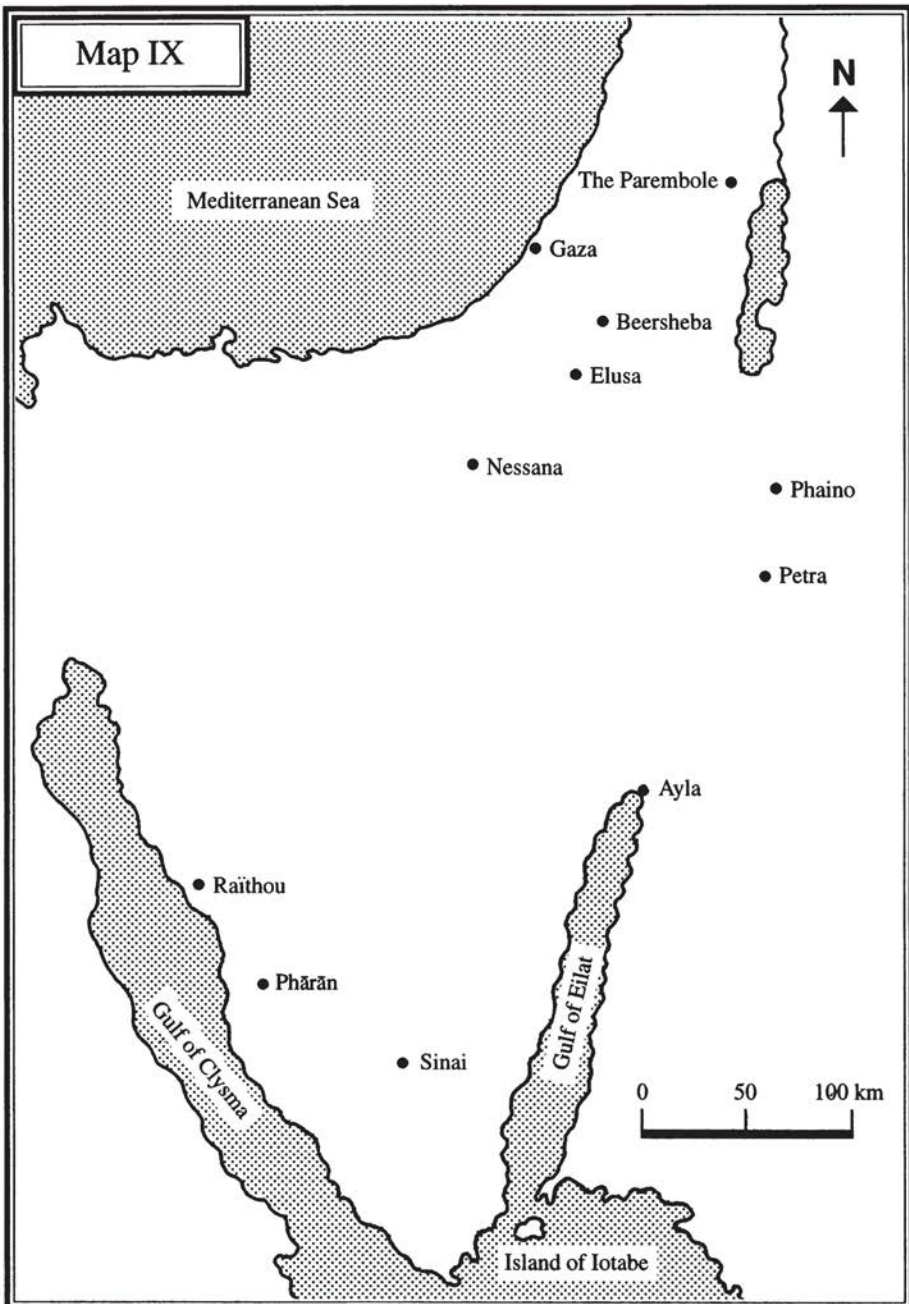 Map IX
N
The Parembole
Mediterranean Sea
Gaza
Beersheba
Elusa
Nessana
Phaino
Petra
Ayla
Raïthou
Phārān
Gulf of Clysma
Gulf of Eilat
Sinai
0 50 100 km
Island of Iotabe